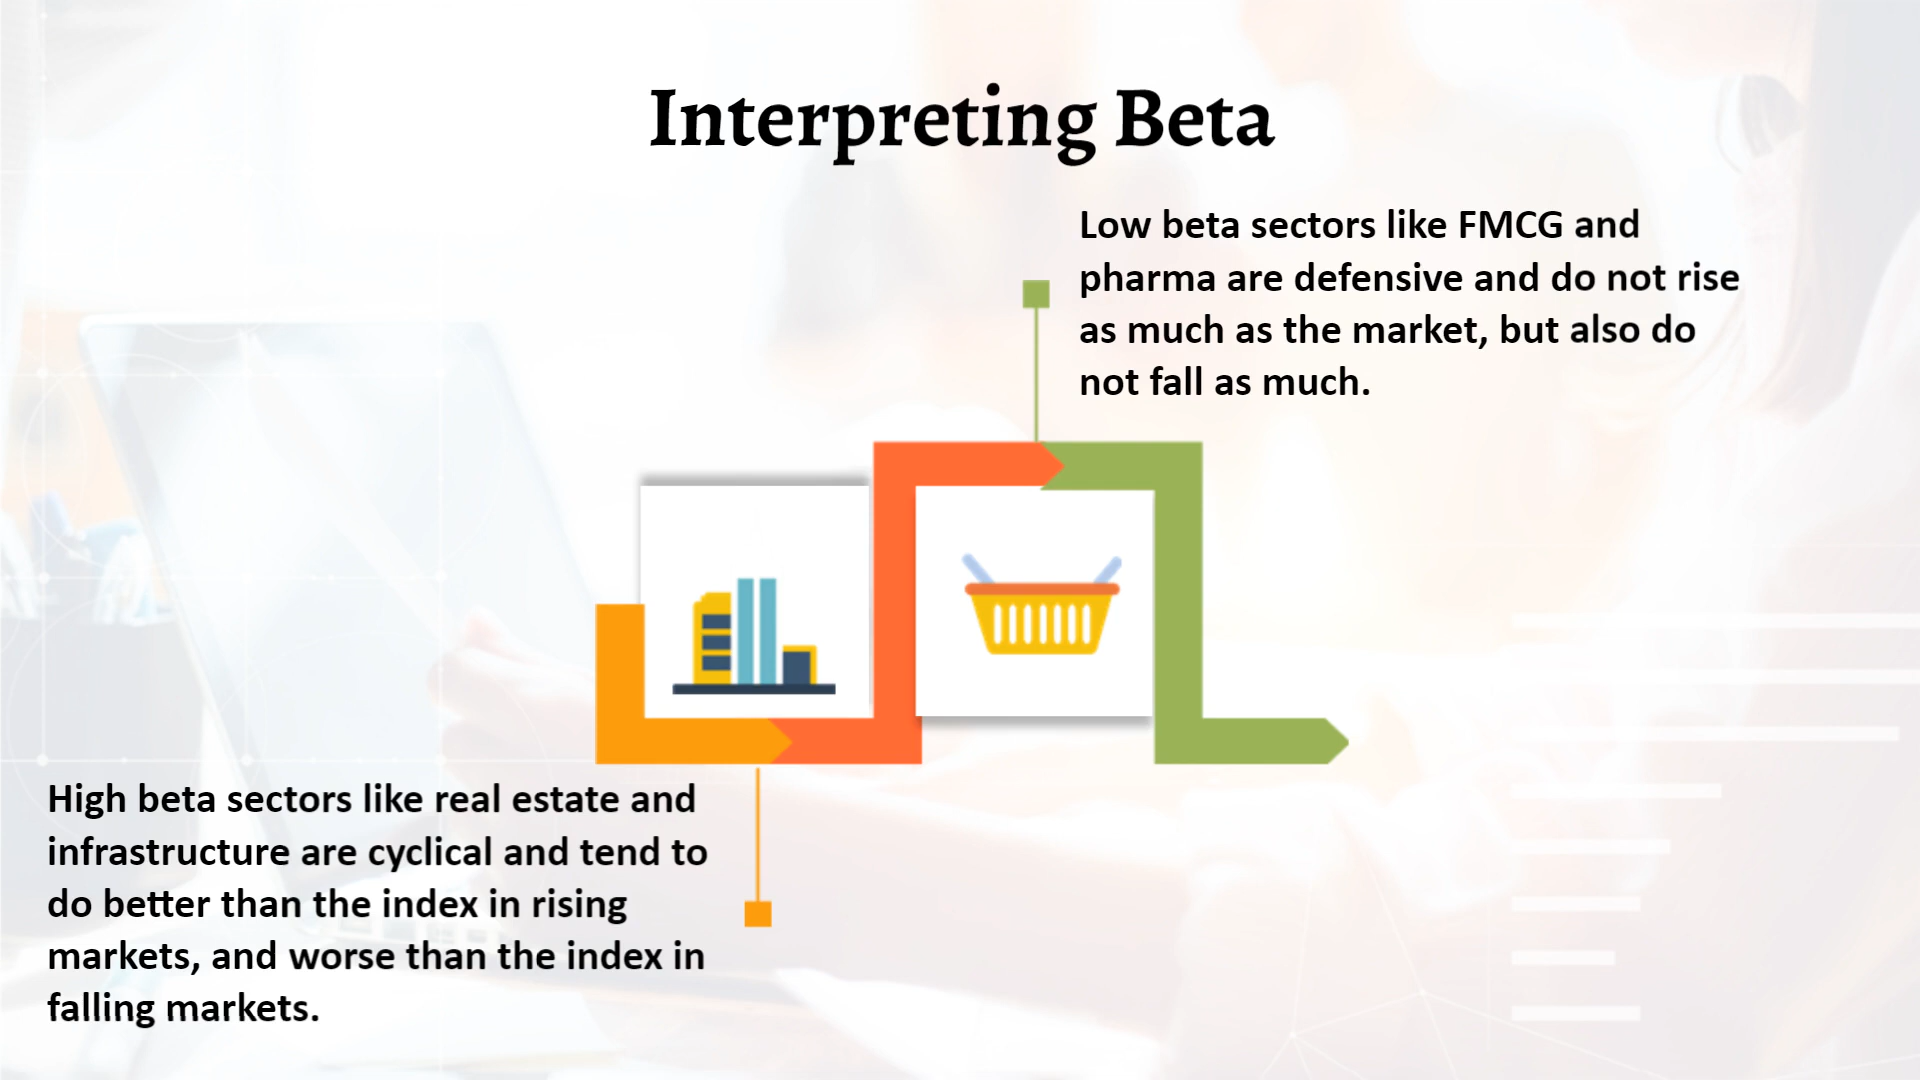 Interpreting Beta
Low beta sectors like FMCG and
pharma are defensive and do not rise
as much as the market, but also do
not fall as much.
High beta sectors like real estate and
infrastructure are cyclical and tend to
do better than the index in rising
markets, and worse than the index in
falling markets.